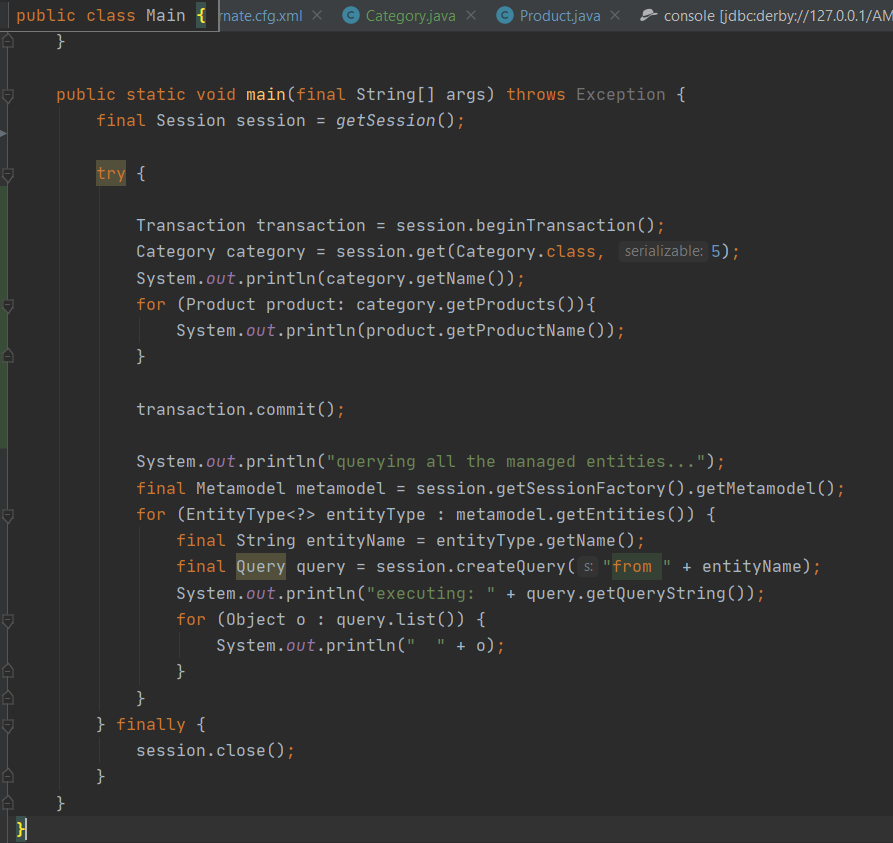 public class Main { rnate.cfg.xml Category.java Product.java console [jdbc:derby://127.0.0.1/AM
}
public static void main(final String[] args) throws Exception {
final Session session = getSession();
try {
Transaction transaction = session.beginTransaction();
Category category = session.get(Category.class, serializable: 5);
System.out.println(category.getName());
for (Product product: category.getProducts()){
System.out.println(product.getProductName());
}
transaction.commit();
System.out.println("querying all the managed entities...");
final Metamodel metamodel = session.getSessionFactory().getMetamodel();
for (EntityType<?> entityType : metamodel.getEntities()) {
final String entityName = entityType.getName();
final Query query = session.createQuery( s: "from " + entityName);
System.out.println("executing: " + query.getQueryString());
for (Object o : query.list()) {
System.out.println("  " + o);
}
}
} finally {
session.close();
}
}
}